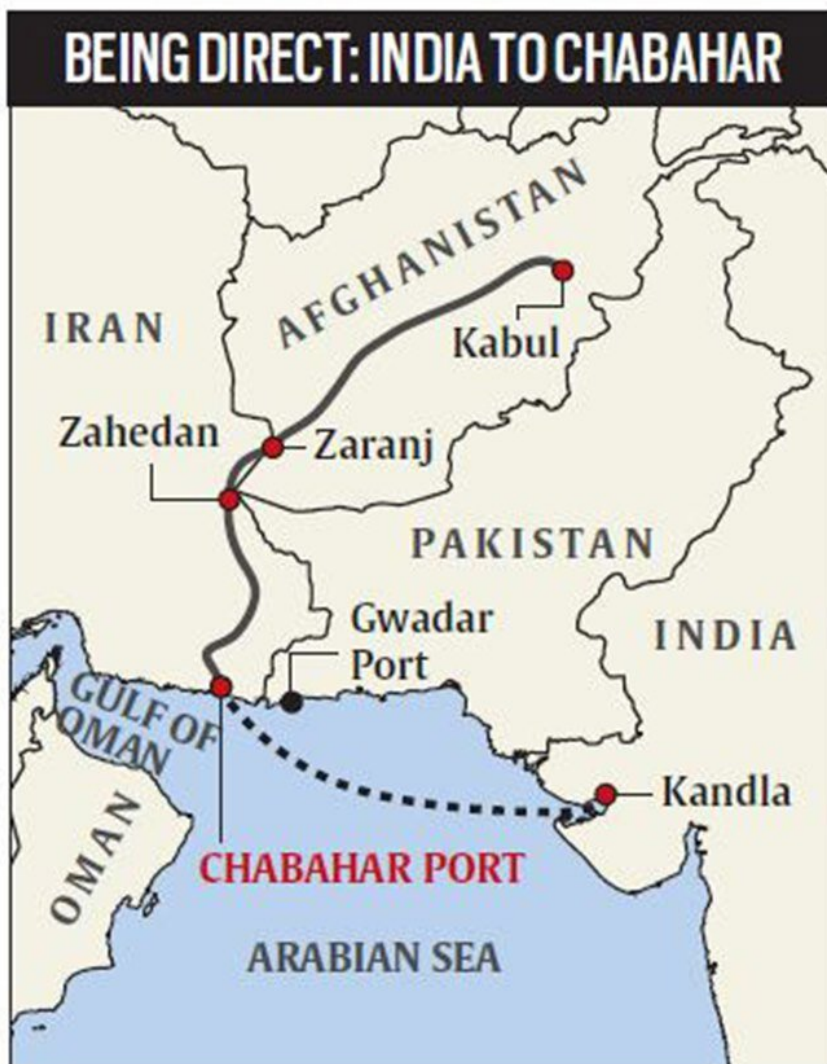 BEING DIRECT: INDIA TO CHABAHAR
AFGHANISTAN
IRAN
Kabul
Zahedan
Zaranj
PAKISTAN
Gwadar
Port
INDIA
GULF OF
OMAN
Kandla
OMAN
CHABAHAR PORT
ARABIAN SEA